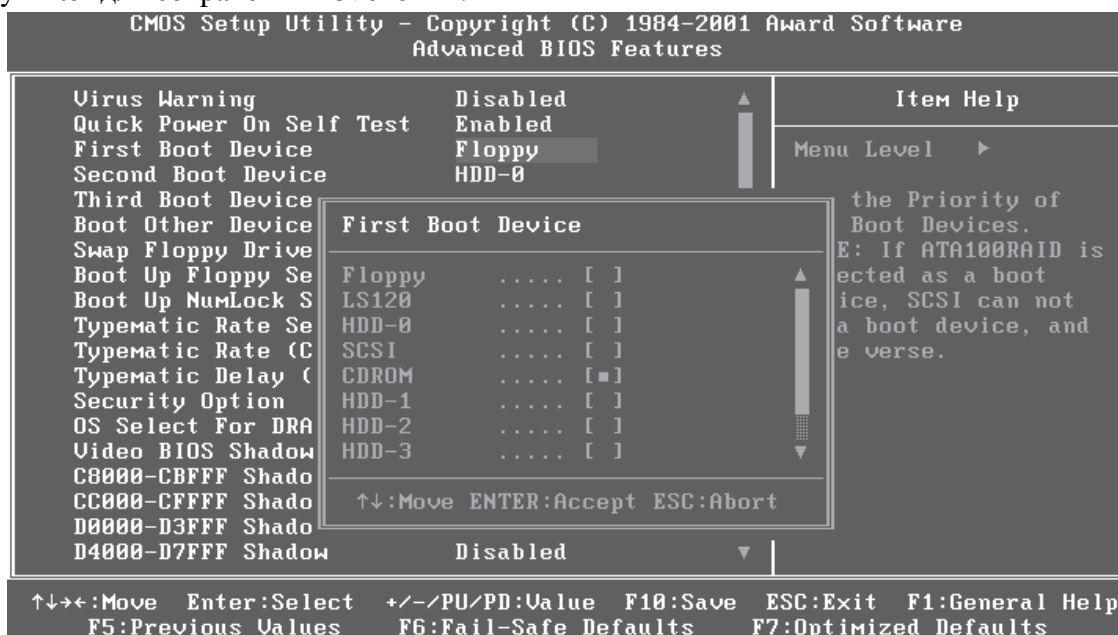 CMOS Setup Utility – Copyright (C) 1984-2001 Award Software
Advanced BIOS Features
Virus Warning Disabled
Quick Power On Self Test Enabled
First Boot Device Floppy
Second Boot Device HDD-0
Third Boot Device
Boot Other Device
Swap Floppy Drive
Boot Up Floppy Se
Boot Up NumLock S
Typematic Rate Se
Typematic Rate (C
Typematic Delay (
Security Option
OS Select For DRA
Video BIOS Shadow
C8000-CBFFF Shado
CC000-CFFFF Shado
D0000-D3FFF Shado
D4000-D7FFF Shadow Disabled
First Boot Device
Floppy ..... [ ]
LS120 ..... [ ]
HDD-0 ..... [ ]
SCSI ..... [ ]
CDROM ..... [■]
HDD-1 ..... [ ]
HDD-2 ..... [ ]
HDD-3 ..... [ ]
↑↓:Move ENTER:Accept ESC:Abort
Item Help
Menu Level ►
the Priority of
Boot Devices.
E: If ATA100RAID is
ected as a boot
ice, SCSI can not
a boot device, and
e verse.
↑↓→←:Move Enter:Select +/-/PU/PD:Value F10:Save ESC:Exit F1:General Help
F5:Previous Values F6:Fail-Safe Defaults F7:Optimized Defaults